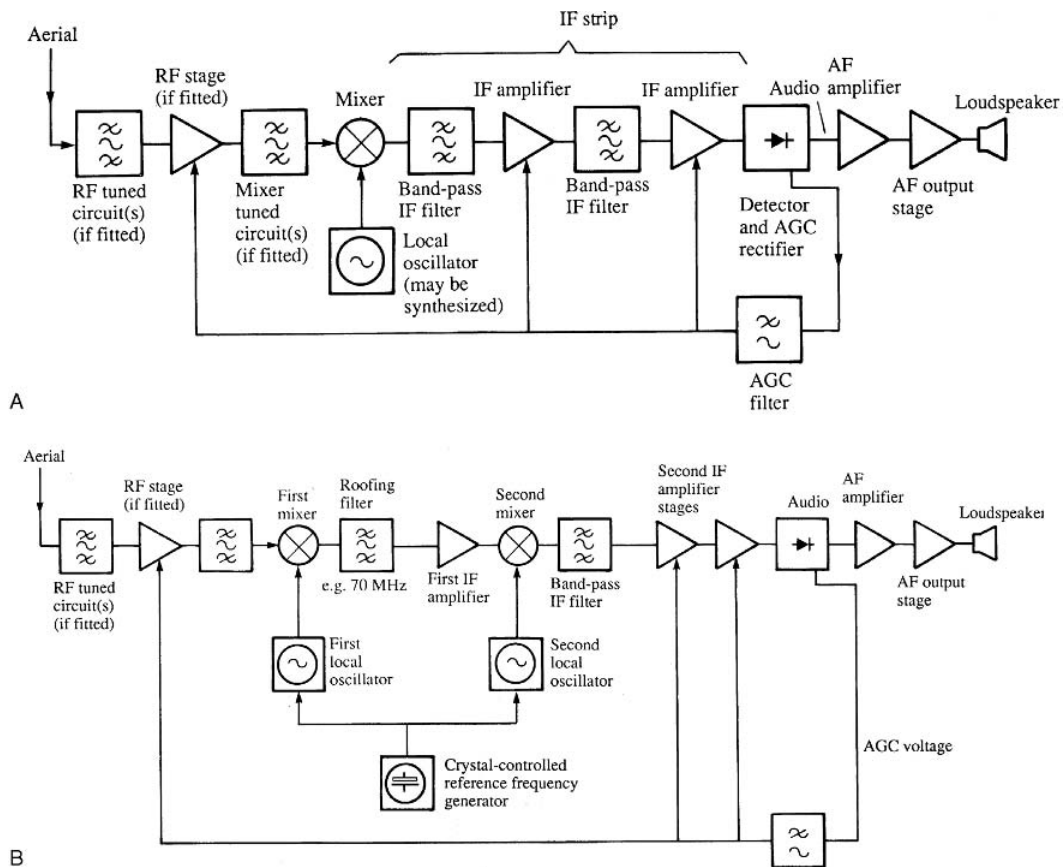 IF strip
Aerial
RF stage
(if fitted)
Mixer
IF amplifier
IF amplifier
Audio
AF
amplifier
Loudspeaker
RF tuned
circuit(s)
(if fitted)
Mixer
tuned
circuit(s)
(if fitted)
Band-pass
IF filter
Band-pass
IF filter
Detector
and AGC
rectifier
AF output
stage
Local
oscillator
(may be
synthesized)
AGC
filter
A
Aerial
RF stage
(if fitted)
First
mixer
Roofing
filter
Second
mixer
Second IF
amplifier
stages
Audio
AF
amplifier
Loudspeaker
RF tuned
circuit(s)
(if fitted)
e.g. 70 MHz
First IF
amplifier
Band-pass
IF filter
AF output
stage
First
local
oscillator
Second
local
oscillator
AGC voltage
Crystal-controlled
reference frequency
generator
B